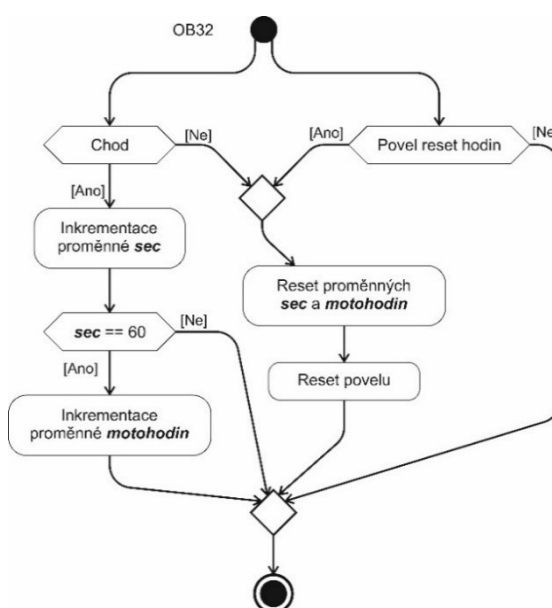 OB32
Chod
[Ne]
[Ano]
Povel reset hodin
[Ne
[Ano]
Inkrementace
proměnné sec
Reset proměnných
sec a motohodin
sec == 60
[Ne]
[Ano]
Reset povelu
Inkrementace
proměnné motohodin